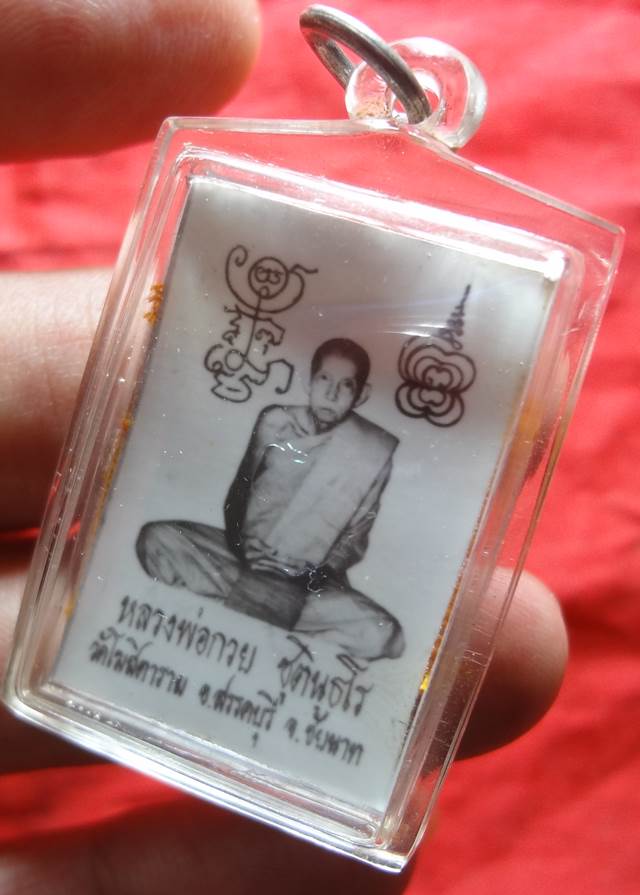 หลวงพ่อกวย ชุตินฺธโร
วัดโฆสิตาราม อ.สรรคบุรี จ.ชัยนาท